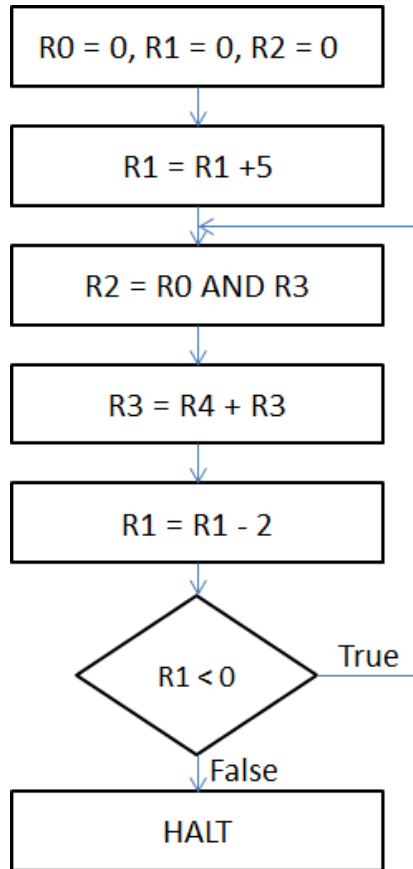 R0 = 0, R1 = 0, R2 = 0
R1 = R1 +5
R2 = R0 AND R3
R3 = R4 + R3
R1 = R1 - 2
R1 < 0
True
False
HALT